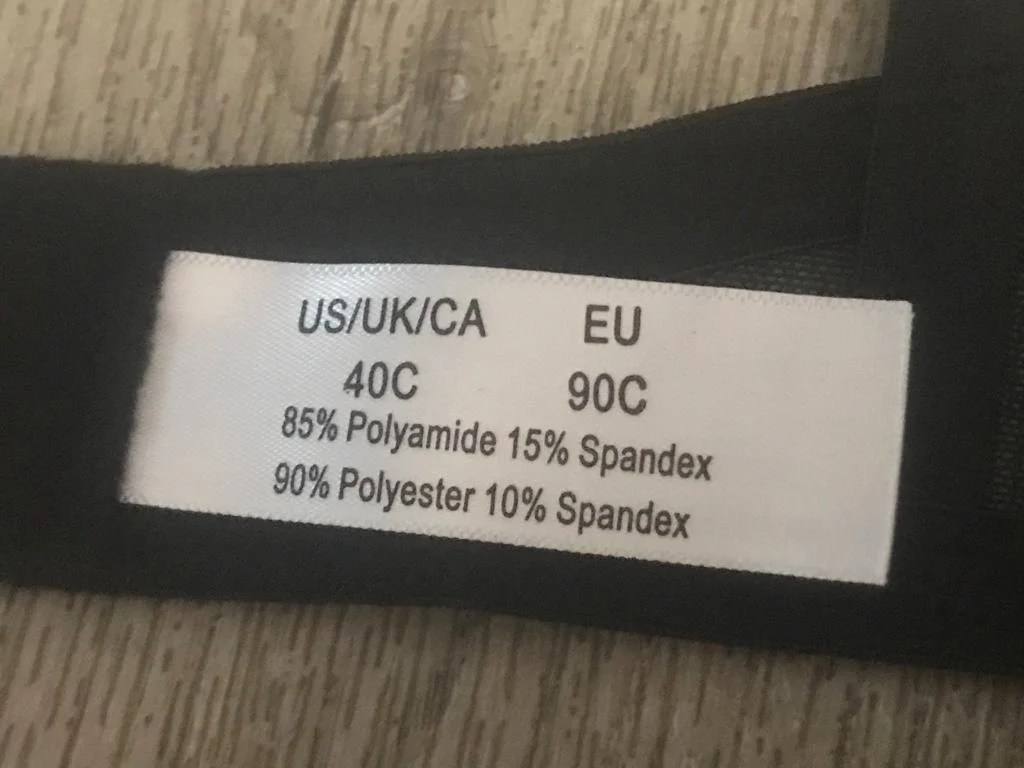 US/UK/CA EU
40C 90C
85% Polyamide 15% Spandex
90% Polyester 10% Spandex